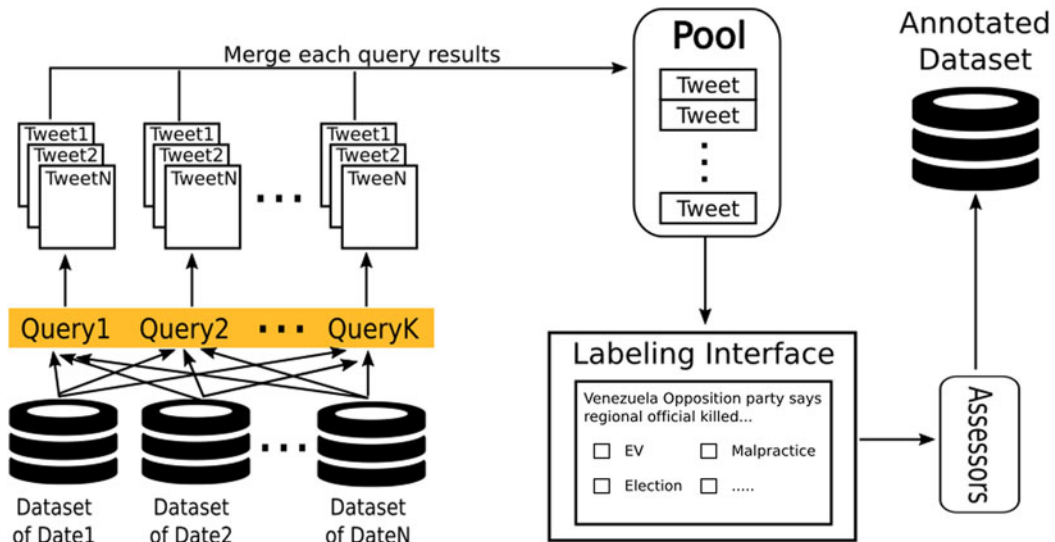 Merge each query results
Tweet1
Tweet2
TweetN
Tweet1
Tweet2
TweetN
...
Tweet1
Tweet2
TweeN
Query1 Query2 ... QueryK
...
Dataset
of Date1
Dataset
of Date2
Dataset
of DateN
Pool
Tweet
Tweet
Tweet
Labeling Interface
Venezuela Opposition party says
regional official killed...
EV
Malpractice
Election
.....
Assessors
Annotated
Dataset